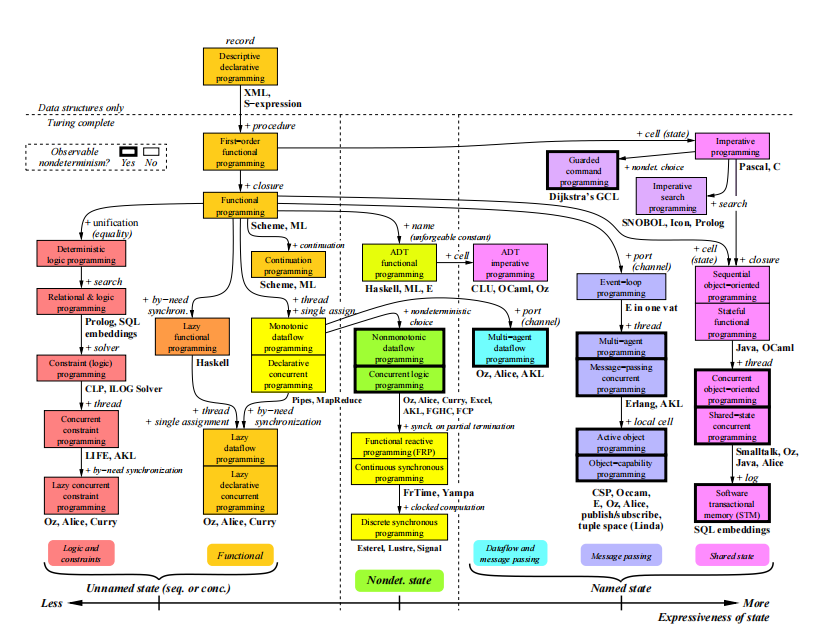 record
Descriptive
declarative
programming
XML,
S−expression
Data structures only
Turing complete
+ procedure
+ cell (state)
Observable
nondeterminism?
Yes
No
First−order
functional
programming
Imperative
programming
Pascal, C
+ nondet. choice
Guarded
command
programming
Dijkstra's GCL
Imperative
search
programming
+ search
SNOBOL, Icon, Prolog
+ closure
Functional
programming
Scheme, ML
+ unification
(equality)
Deterministic
logic programming
+ search
Relational & logic
programming
Prolog, SQL
embeddings
+ solver
Constraint (logic)
programming
CLP, ILOG Solver
+ thread
Concurrent
constraint
programming
LIFE, AKL
+ by−need synchronization
Lazy concurrent
constraint
programming
Oz, Alice, Curry
+ continuation
Continuation
programming
Scheme, ML
+ by−need
synchron.
Lazy
functional
programming
Haskell
+ thread
+ single assignment
+ thread
+ single assign.
Monotonic
dataflow
programming
Declarative
concurrent
programming
Pipes, MapReduce
+ by−need
synchronization
Lazy
dataflow
programming
Lazy
declarative
concurrent
programming
Oz, Alice, Curry
+ name
(unforgeable constant)
ADT
functional
programming
Haskell, ML, E
+ cell
ADT
imperative
programming
CLU, OCaml, Oz
+ nondeterministic
choice
Nonmonotonic
dataflow
programming
Concurrent logic
programming
Oz, Alice, Curry, Excel,
AKL, FGHC, FCP
+ synch. on partial termination
Functional reactive
programming (FRP)
Continuous synchronous
programming
FrTime, Yampa
+ clocked computation
Discrete synchronous
programming
Esterel, Lustre, Signal
+ port
(channel)
Multi−agent
dataflow
programming
Oz, Alice, AKL
+ port
(channel)
Event−loop
programming
E in one vat
+ thread
Multi−agent
programming
Message−passing
concurrent
programming
Erlang, AKL
+ local cell
Active object
programming
Object−capability
programming
CSP, Occam,
E, Oz, Alice,
publish/subscribe,
tuple space (Linda)
+ cell
(state)
+ closure
Sequential
object−oriented
programming
Stateful
functional
programming
Java, OCaml
+ thread
Concurrent
object−oriented
programming
Shared−state
concurrent
programming
Smalltalk, Oz,
Java, Alice
+ log
Software
transactional
memory (STM)
SQL embeddings
Logic and
constraints
Functional
Nondet. state
Dataflow and
message passing
Message passing
Shared state
Unnamed state (seq. or conc.)
Named state
Less
More
Expressiveness of state